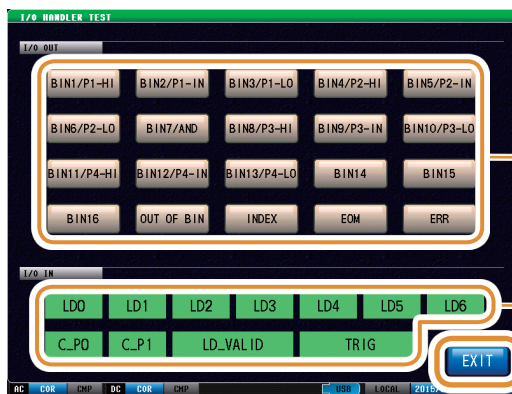 I/O HANDLER TEST
I/O OUT
BIN1/P1-HI BIN2/P1-IN BIN3/P1-LO BIN4/P2-HI BIN5/P2-IN
BIN6/P2-LO BIN7/AND BIN8/P3-HI BIN9/P3-IN BIN10/P3-LO
BIN11/P4-HI BIN12/P4-IN BIN13/P4-LO BIN14 BIN15
BIN16 OUT OF BIN INDEX EOM ERR
I/O IN
LD0 LD1 LD2 LD3 LD4 LD5 LD6
C_P0 C_P1 LD_VALID TRIG
EXIT
AC COR CMP DC COR CMP USB LOCAL